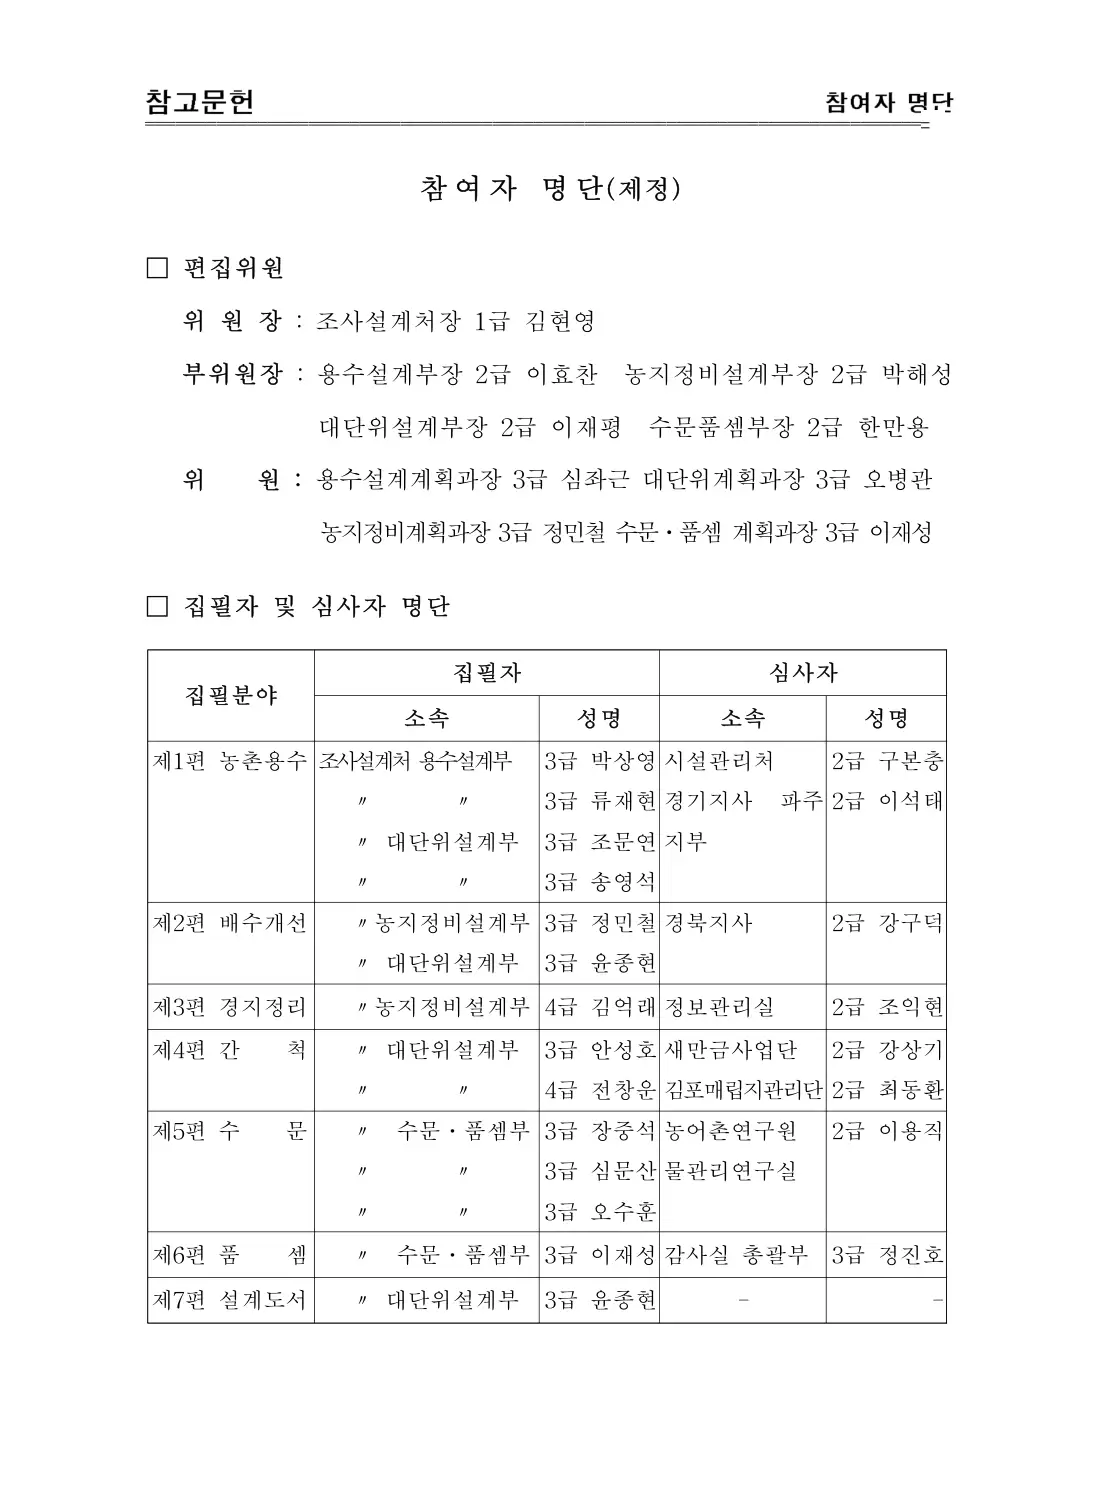 참고문헌 참여자 명단
참여자 명단(제정)
□ 편집위원
위 원 장 : 조사설계처장 1급 김현영
부위원장 : 용수설계부장 2급 이효찬 농지정비설계부장 2급 박해성
대단위설계부장 2급 이재평 수문품셈부장 2급 한만용
위 원 : 용수설계계획과장 3급 심좌근 대단위계획과장 3급 오병관
농지정비계획과장 3급 정민철 수문·품셈 계획과장 3급 이재성
□ 집필자 및 심사자 명단
집필분야 집필자 심사자
소속 성명 소속 성명
제1편 농촌용수 조사설계처 용수설계부 3급 박상영 시설관리처 2급 구본충
〃 〃 3급 류재현 경기지사 파주 2급 이석태
〃 대단위설계부 3급 조문연 지부
〃 〃 3급 송영석
제2편 배수개선 〃 농지정비설계부 3급 정민철 경북지사 2급 강구덕
〃 대단위설계부 3급 윤종현
제3편 경지정리 〃 농지정비설계부 4급 김억래 정보관리실 2급 조익현
제4편 간 척 〃 대단위설계부 3급 안성호 새만금사업단 2급 강상기
〃 〃 4급 전창운 김포매립지관리단 2급 최동환
제5편 수 문 〃 수문·품셈부 3급 장중석 농어촌연구원 2급 이용직
〃 〃 3급 심문산 물관리연구실
〃 〃 3급 오수훈
제6편 품 셈 〃 수문·품셈부 3급 이재성 감사실 총괄부 3급 정진호
제7편 설계도서 〃 대단위설계부 3급 윤종현 - -